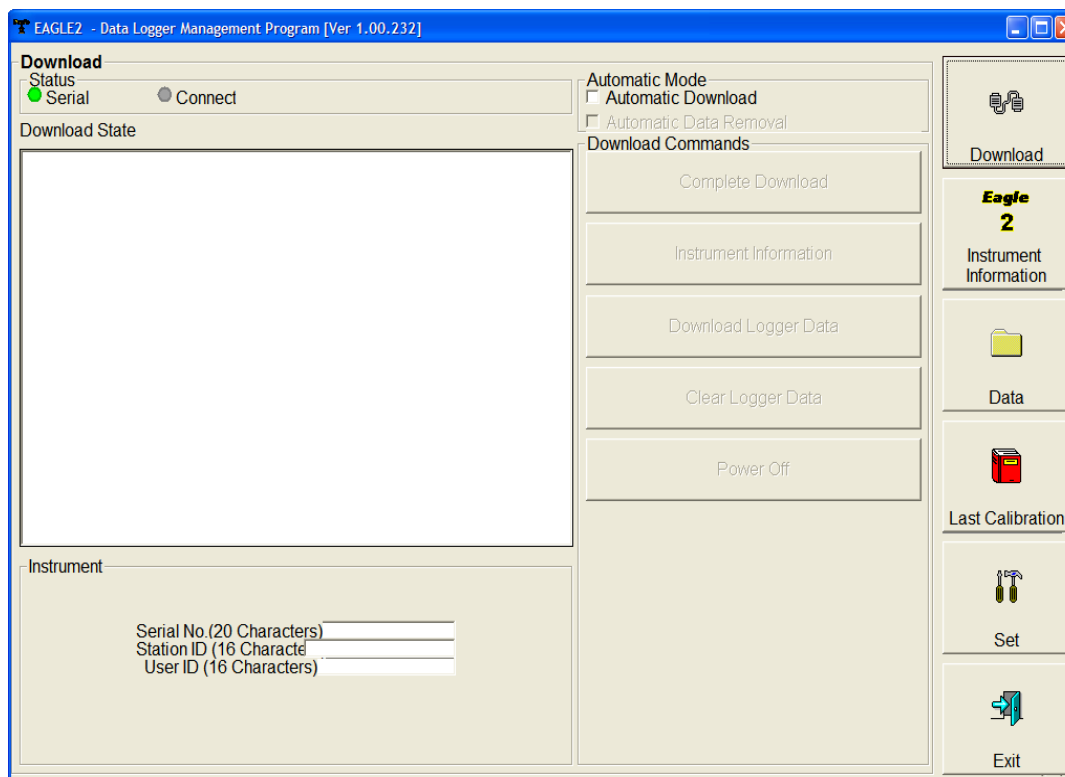 EAGLE2 - Data Logger Management Program [Ver 1.00.232]
Download
Status
Serial
Connect
Download State
Automatic Mode
Automatic Download
Automatic Data Removal
Download Commands
Complete Download
Instrument Information
Download Logger Data
Clear Logger Data
Power Off
Instrument
Serial No.(20 Characters)
Station ID (16 Characte
User ID (16 Characters)
Download
Eagle
2
Instrument
Information
Data
Last Calibration
Set
Exit